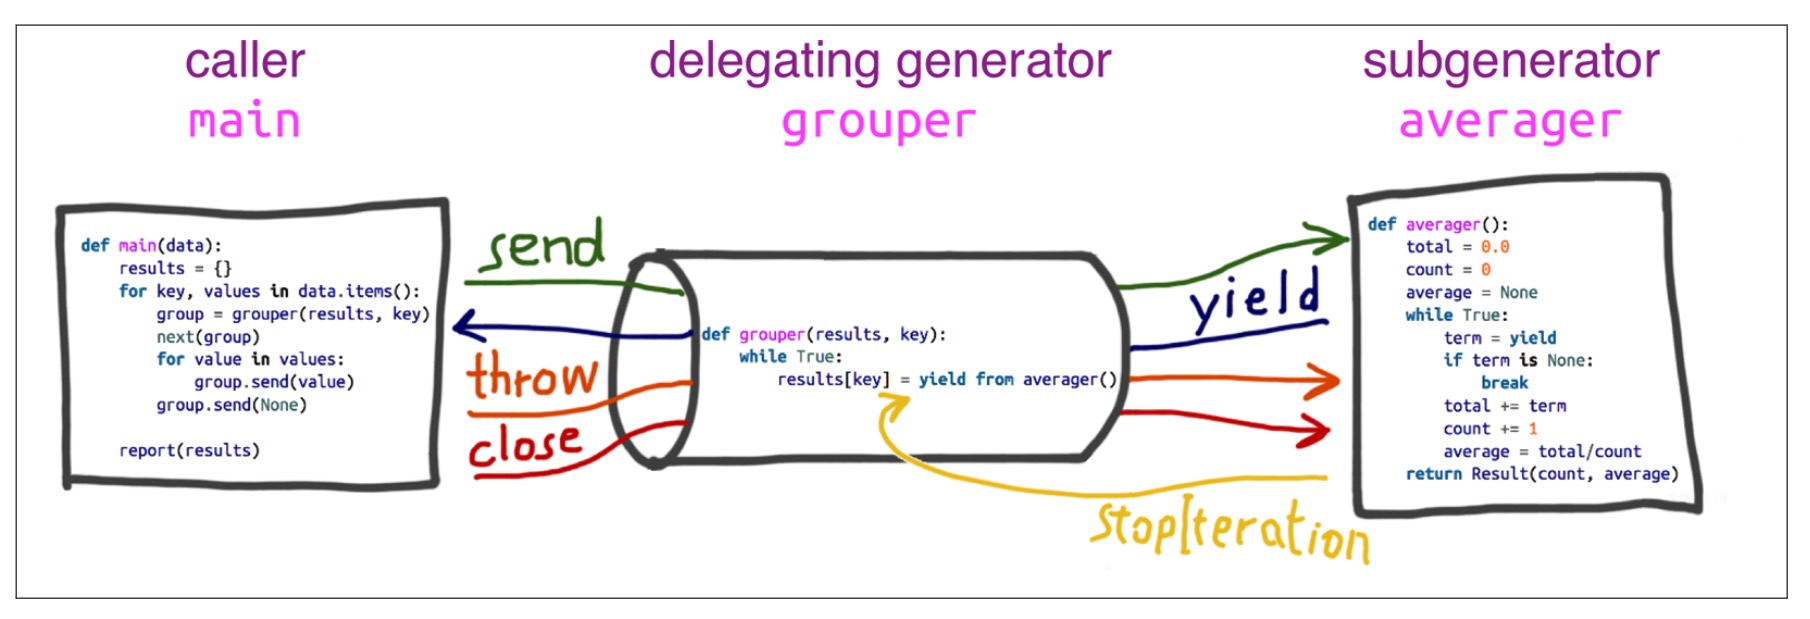 caller
main
delegating generator
grouper
subgenerator
averager
def main(data):
    results = {}
    for key, values in data.items():
        group = grouper(results, key)
        next(group)
        for value in values:
            group.send(value)
        group.send(None)
    report(results)
send
throw
close
def grouper(results, key):
    while True:
        results[key] = yield from averager()
yield
StopIteration
def averager():
    total = 0.0
    count = 0
    average = None
    while True:
        term = yield
        if term is None:
            break
        total += term
        count += 1
        average = total/count
    return Result(count, average)